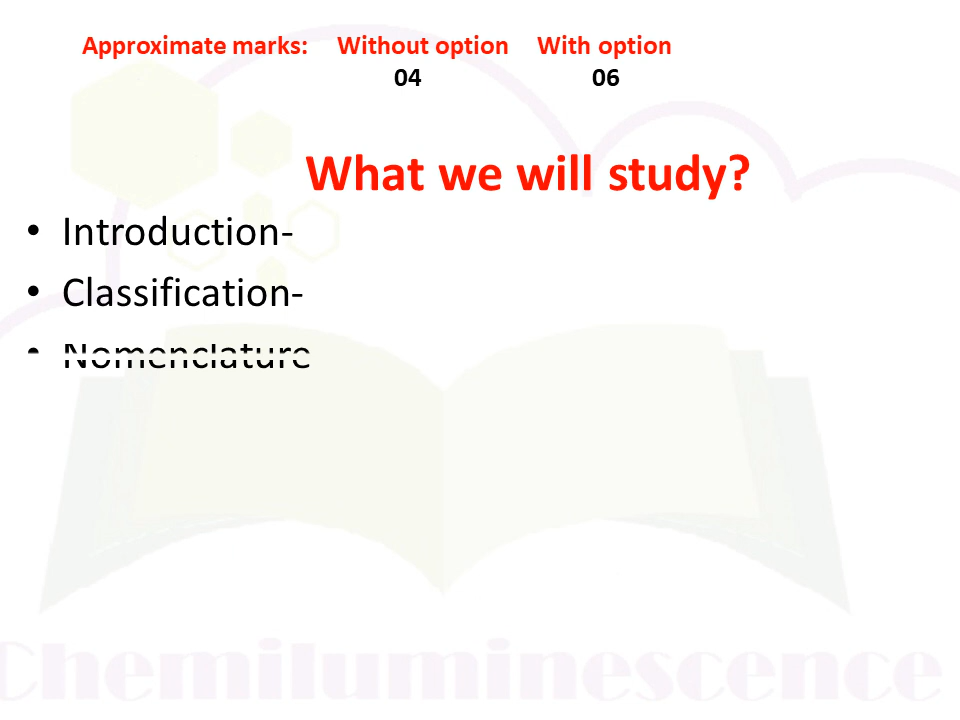 Approximate marks: Without option With option
04 06
What we will study?
• Introduction-
• Classification-
• Nomenclature
Chemiluminescence